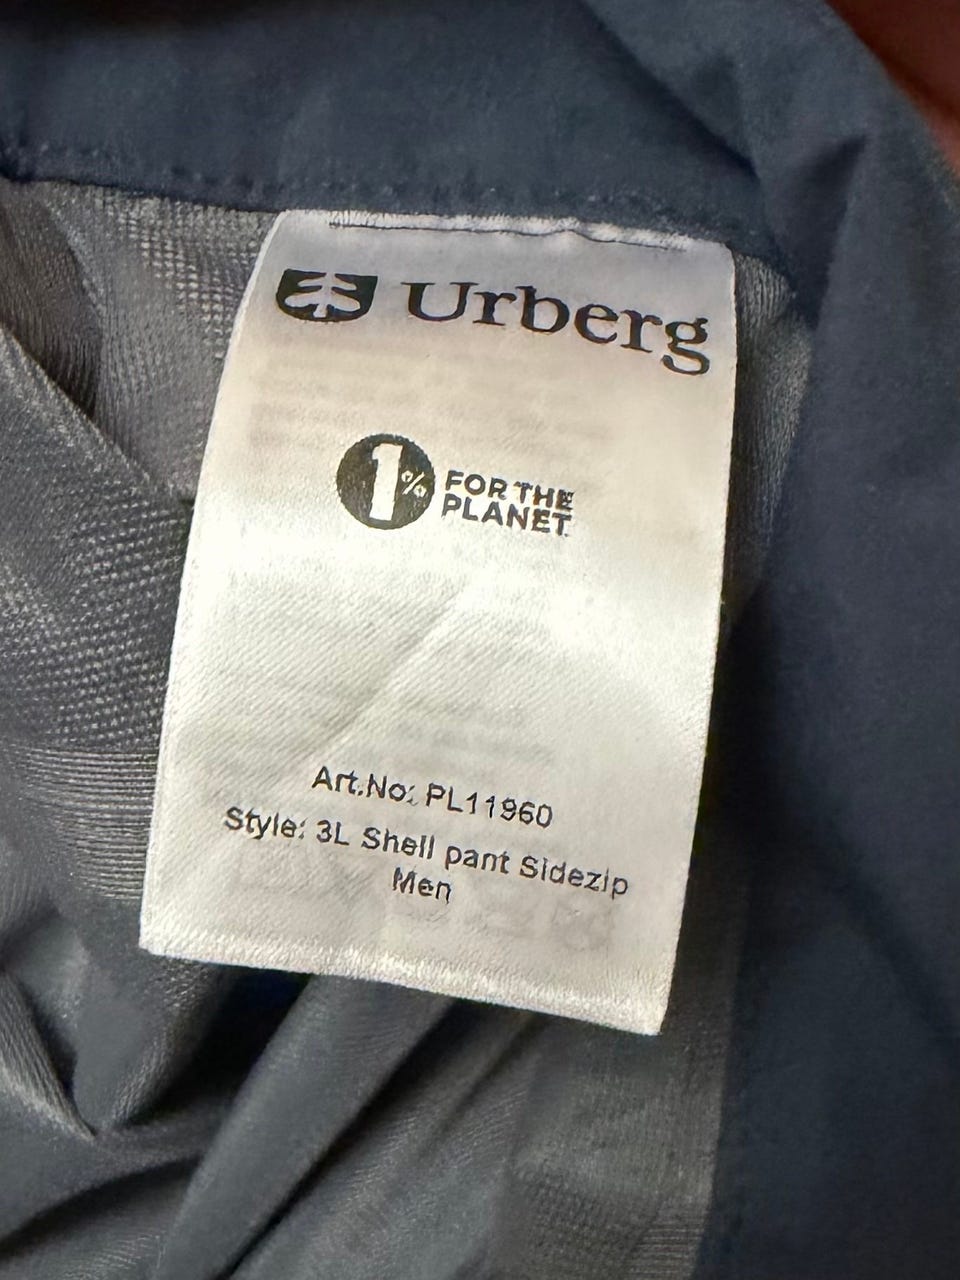 Urberg
1% FOR THE
PLANET
Art.No: PL11960
Style: 3L Shell pant Sidezip
Men